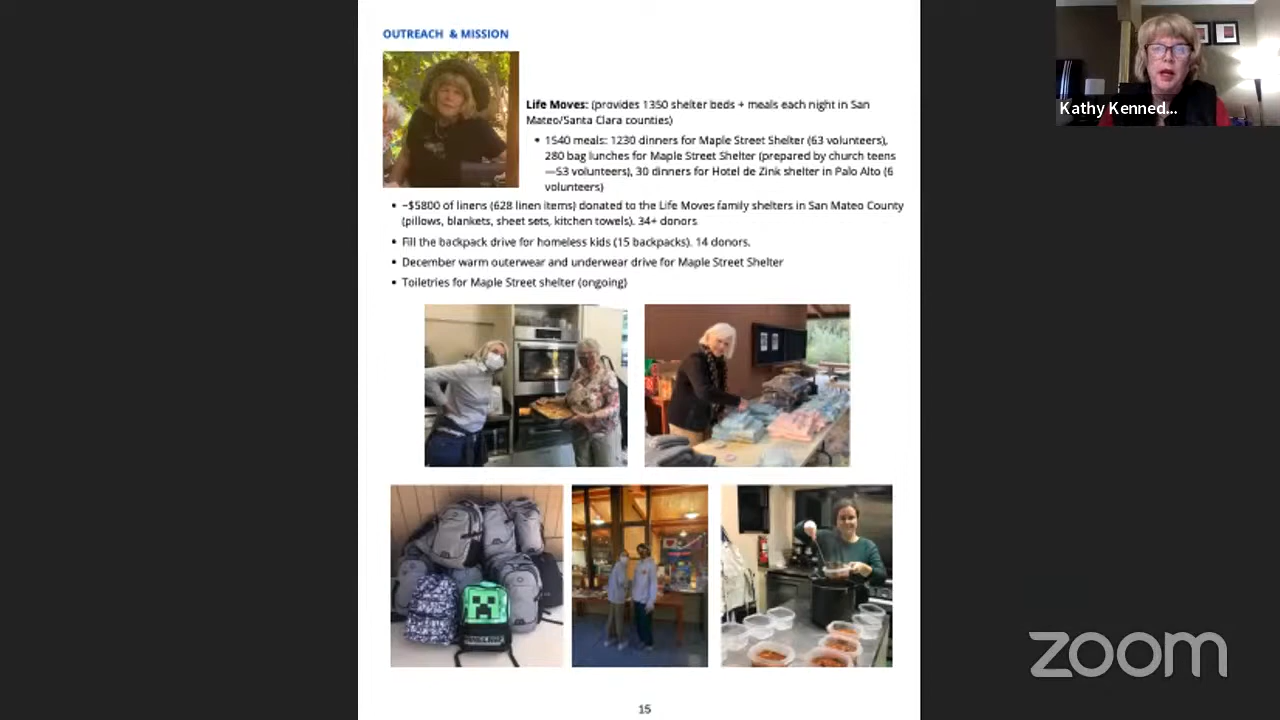 OUTREACH & MISSION
Life Moves: (provides 1350 shelter beds + meals each night in San
Mateo/Santa Clara counties)
• 1540 meals: 1230 dinners for Maple Street Shelter (63 volunteers),
280 bag lunches for Maple Street Shelter (prepared by church teens
—53 volunteers), 30 dinners for Hotel de Zink shelter in Palo Alto (6
volunteers)
• ~$5800 of linens (628 linen items) donated to the Life Moves family shelters in San Mateo County
(pillows, blankets, sheet sets, kitchen towels). 34+ donors
• Fill the backpack drive for homeless kids (15 backpacks). 14 donors.
• December warm outerwear and underwear drive for Maple Street Shelter
• Toiletries for Maple Street shelter (ongoing)
15
Kathy Kenned...
zoom